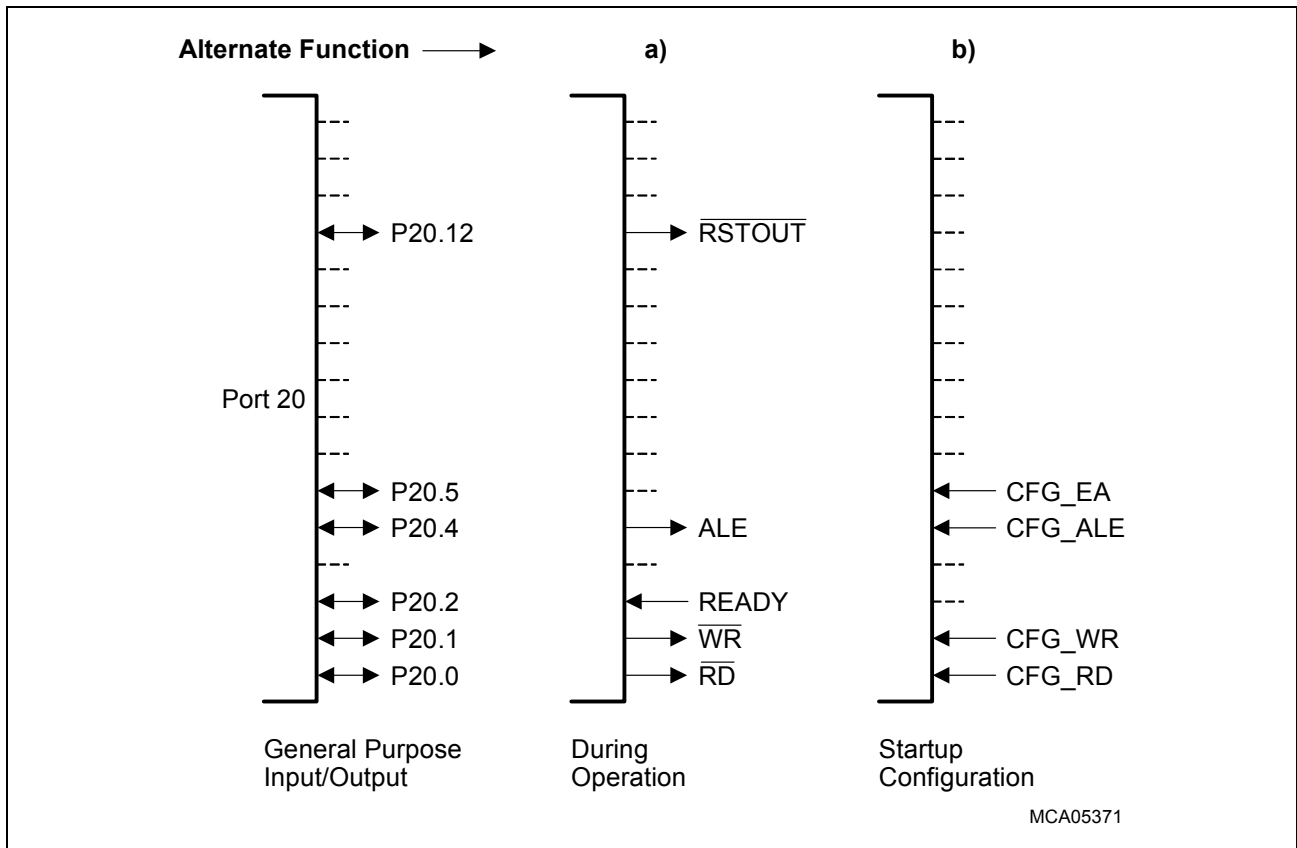 Alternate Function a) b)
P20.12 RSTOUT
Port 20
P20.5 CFG_EA
P20.4 ALE CFG_ALE
P20.2 READY
P20.1 WR CFG_WR
P20.0 RD CFG_RD
General Purpose During Startup
Input/Output Operation Configuration
MCA05371